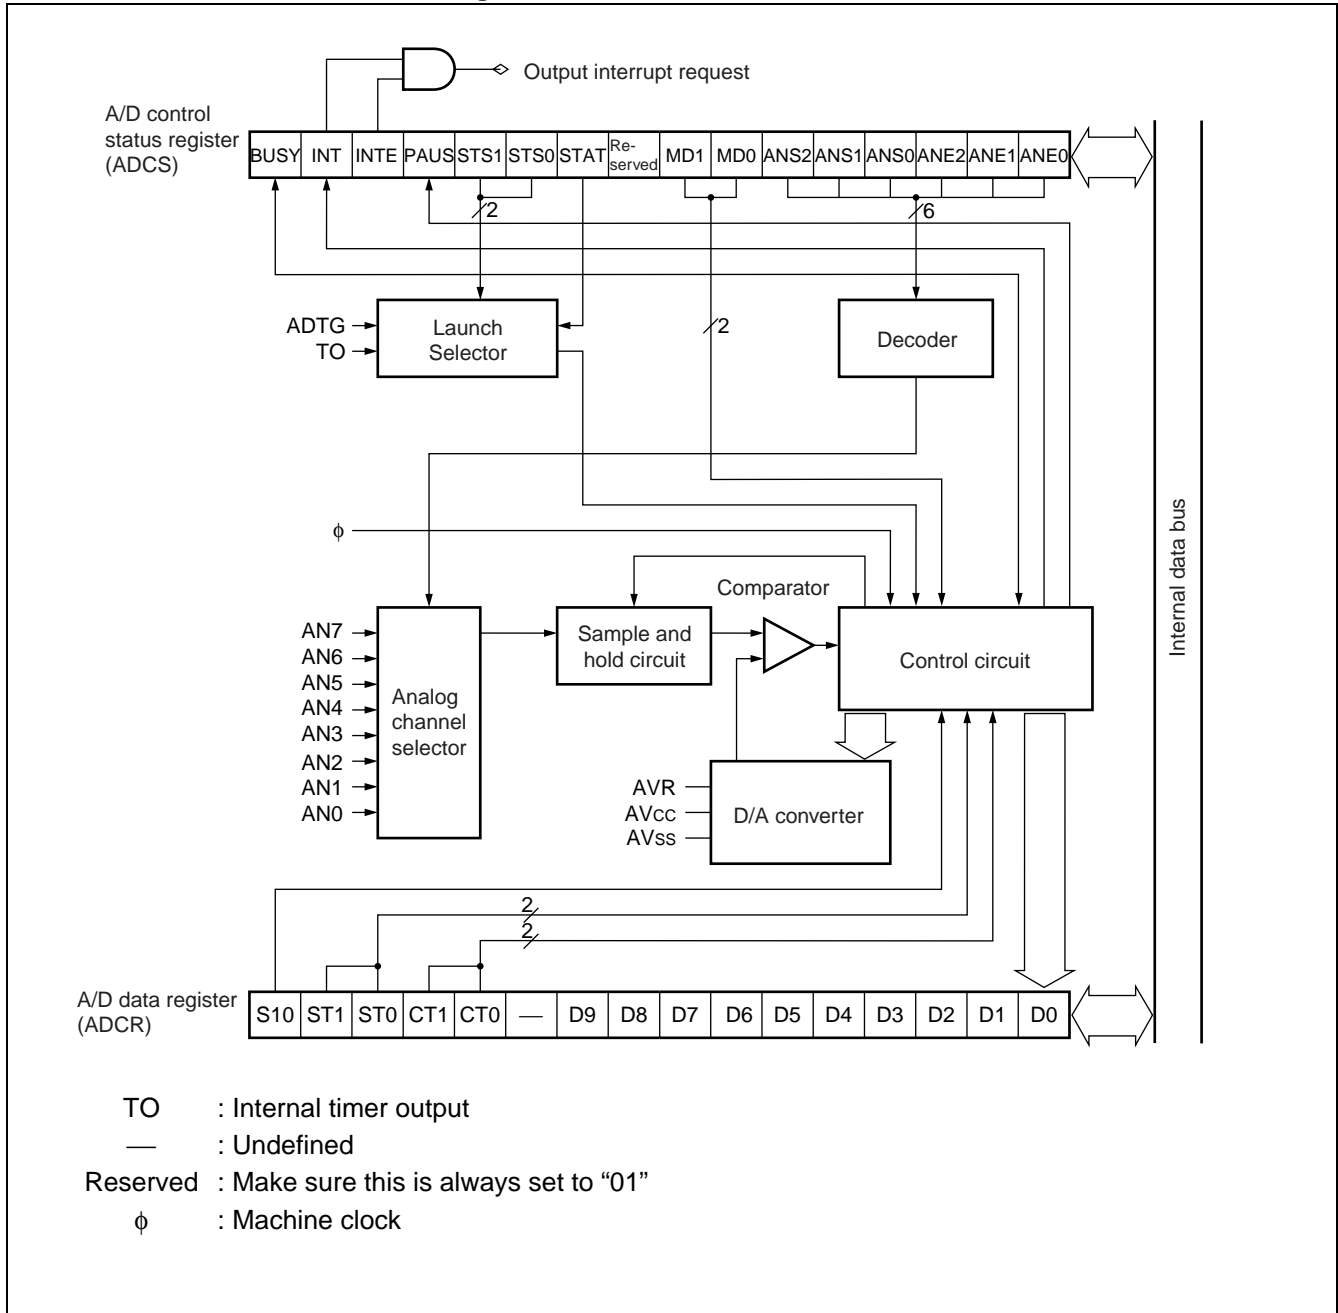 Output interrupt request
A/D control
status register
(ADCS)
BUSY INT INTE PAUS STS1 STS0 STAT Re-served MD1 MD0 ANS2 ANS1 ANS0 ANE2 ANE1 ANE0
2
6
ADTG
TO
Launch
Selector
2
Decoder
Internal data bus
ϕ
Comparator
AN7
AN6
AN5
AN4
AN3
AN2
AN1
AN0
Analog
channel
selector
Sample and
hold circuit
Control circuit
AVR
AVCC
AVSS
D/A converter
2
2
A/D data register
(ADCR)
S10 ST1 ST0 CT1 CT0 — D9 D8 D7 D6 D5 D4 D3 D2 D1 D0
TO : Internal timer output
— : Undefined
Reserved : Make sure this is always set to “01”
ϕ : Machine clock